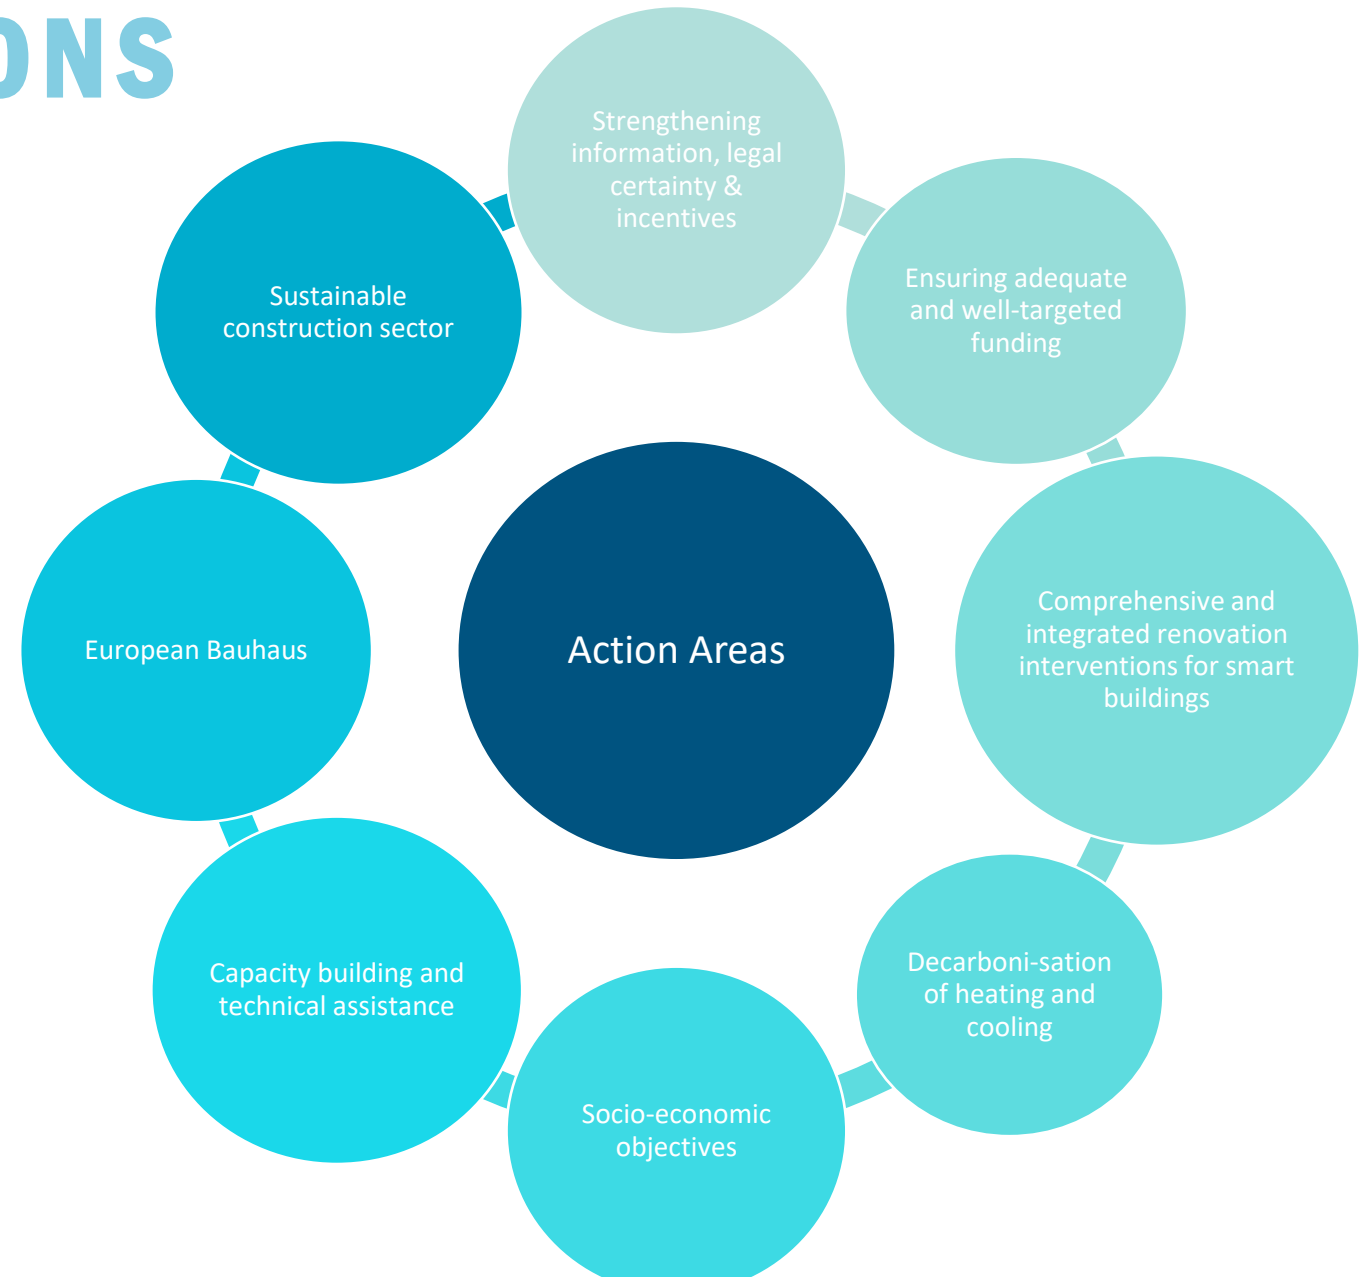 ONS
Strengthening
information, legal
certainty &
incentives
Ensuring adequate
and well-targeted
funding
Comprehensive and
integrated renovation
interventions for smart
buildings
Decarboni-sation
of heating and
cooling
Socio-economic
objectives
Capacity building and
technical assistance
European Bauhaus
Sustainable
construction sector
Action Areas